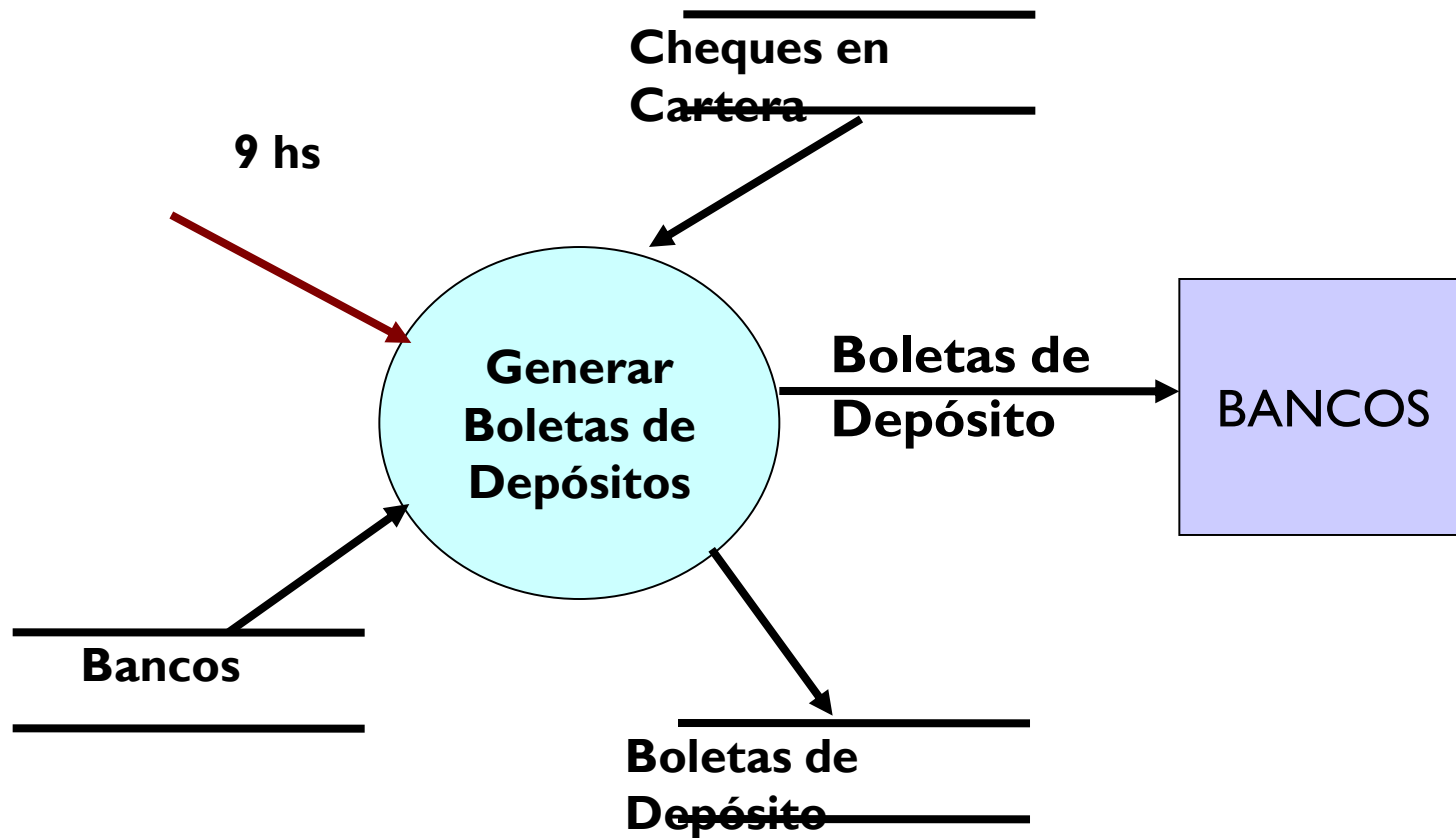 Cheques en
Cartera
9 hs
Generar
Boletas de
Depósitos
Boletas de
Depósito
BANCOS
Bancos
Boletas de
Depósito